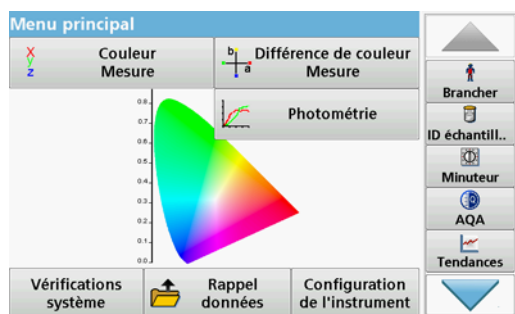 Menu principal
X
y
z
Couleur
Mesure
b
a
Différence de couleur
Mesure
Photométrie
0.8
0.7
0.6
0.5
0.4
0.3
0.2
0.1
0.0
Vérifications
système
Rappel
données
Configuration
de l'instrument
Brancher
ID échantill..
Minuteur
AQA
Tendances